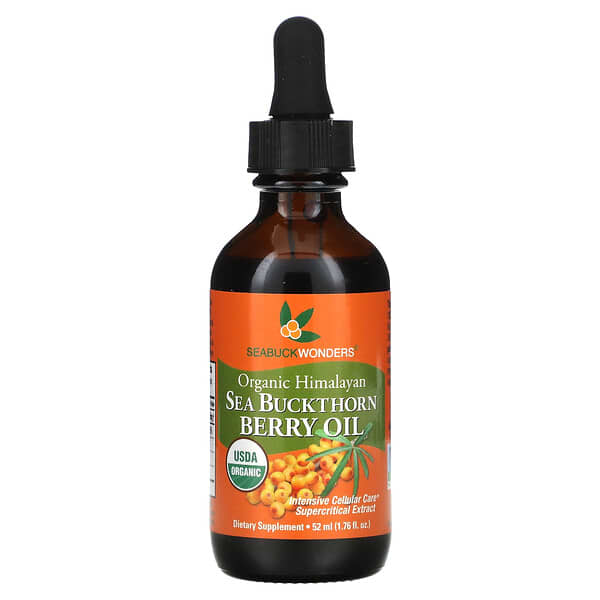 SEABUCKWONDERS®
Organic Himalayan
SEA BUCKTHORN
BERRY OIL
USDA
ORGANIC
Intensive Cellular Care*
Supercritical Extract
Dietary Supplement • 52 ml (1.76 fl. oz.)